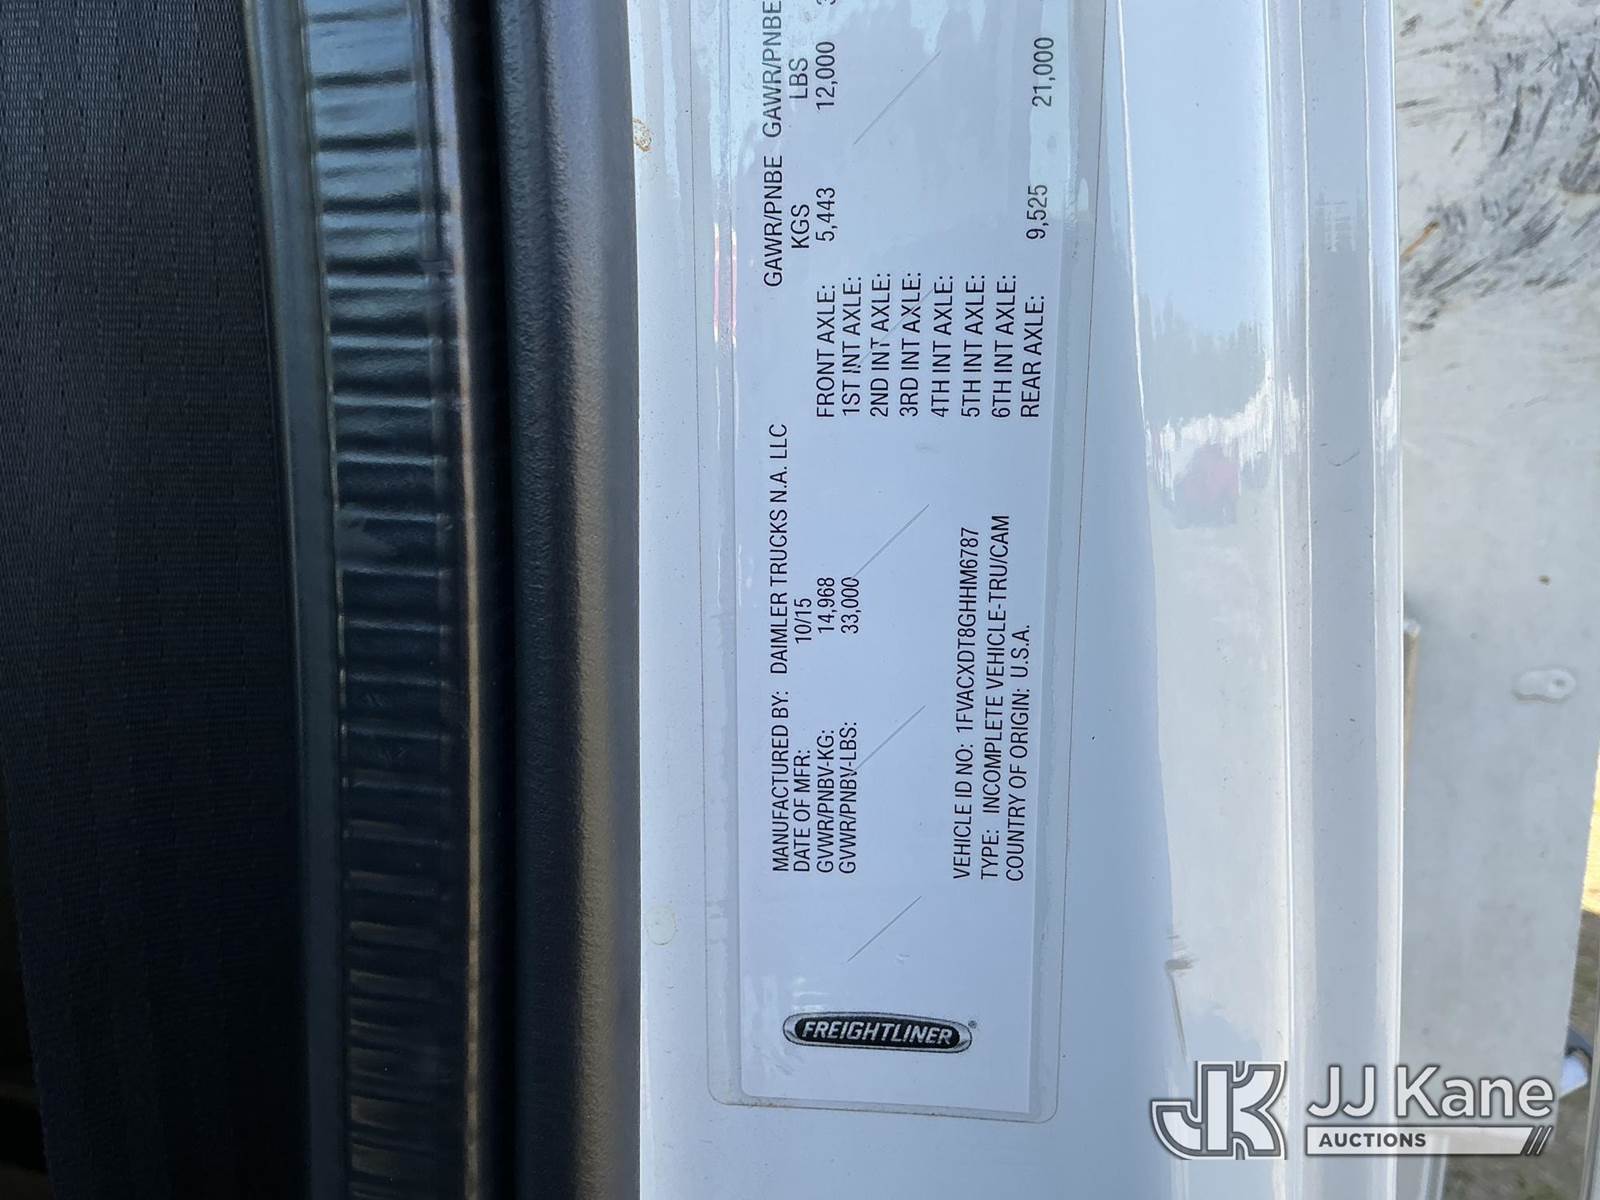 FREIGHTLINER®
MANUFACTURED BY: DAIMLER TRUCKS N.A. LLC
DATE OF MFR: 10/15
GVWR/PNBV-KG: 14,968
GVWR/PNBV-LBS: 33,000
VEHICLE ID NO: 1FVACXDT8GHHM6787
TYPE: INCOMPLETE VEHICLE-TRU/CAM
COUNTRY OF ORIGIN: U.S.A.
GAWR/PNBE GAWR/PNBE
KGS LBS
FRONT AXLE: 5,443 12,000
1ST INT AXLE:
2ND INT AXLE:
3RD INT AXLE:
4TH INT AXLE:
5TH INT AXLE:
6TH INT AXLE:
REAR AXLE: 9,525 21,000
JK JJ Kane
AUCTIONS